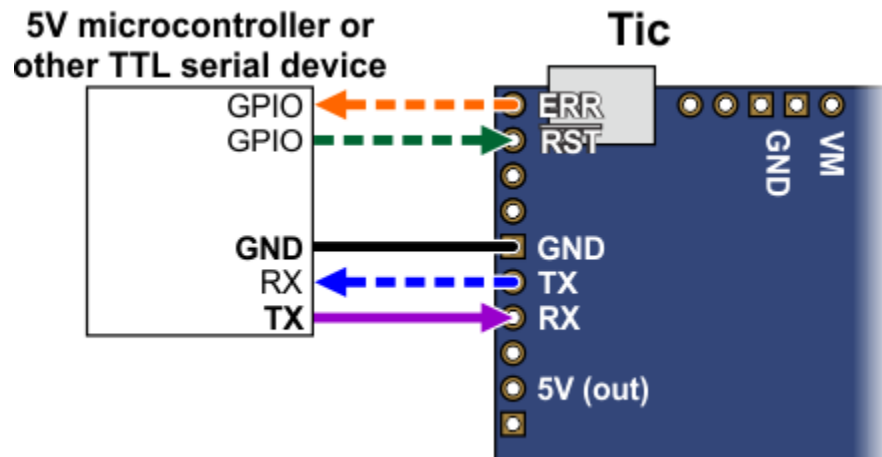 5V microcontroller or
other TTL serial device
Tic
GPIO
ERR
GPIO
RST
GND
VM
GND
GND
RX
TX
TX
RX
5V (out)